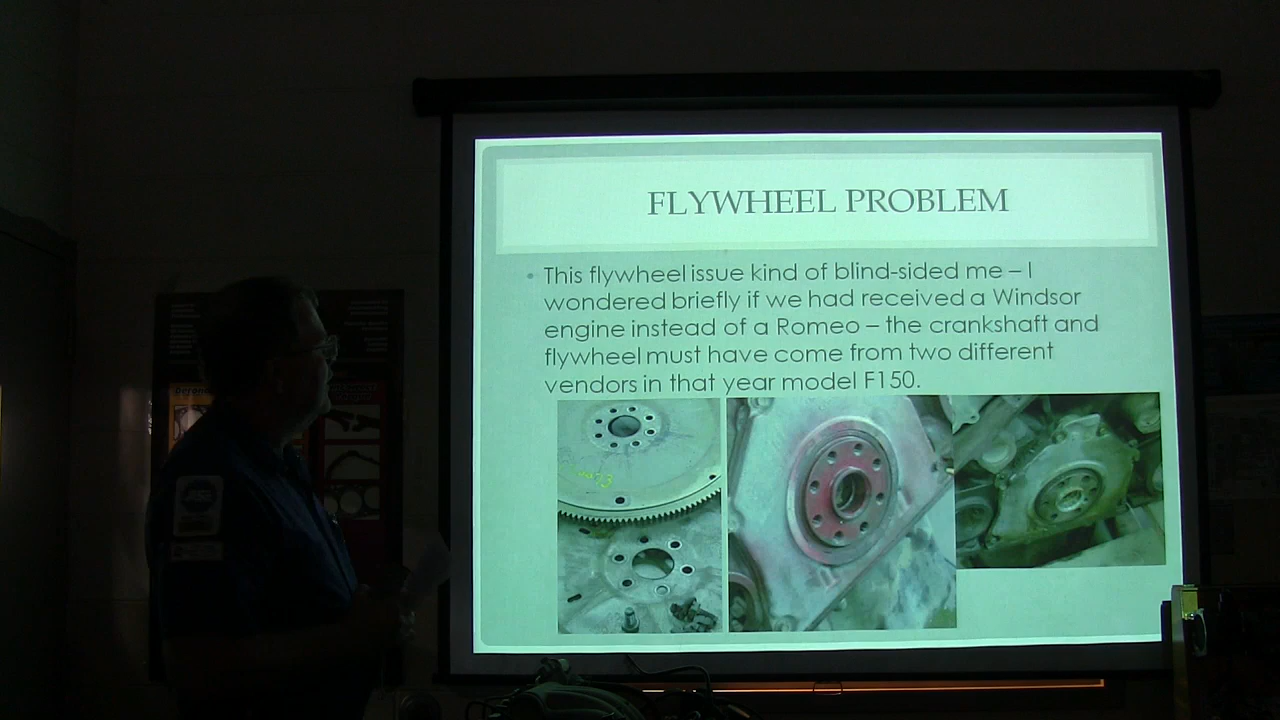 FLYWHEEL PROBLEM
• This flywheel issue kind of blind-sided me – I
wondered briefly if we had received a Windsor
engine instead of a Romeo – the crankshaft and
flywheel must have come from two different
vendors in that year model F150.